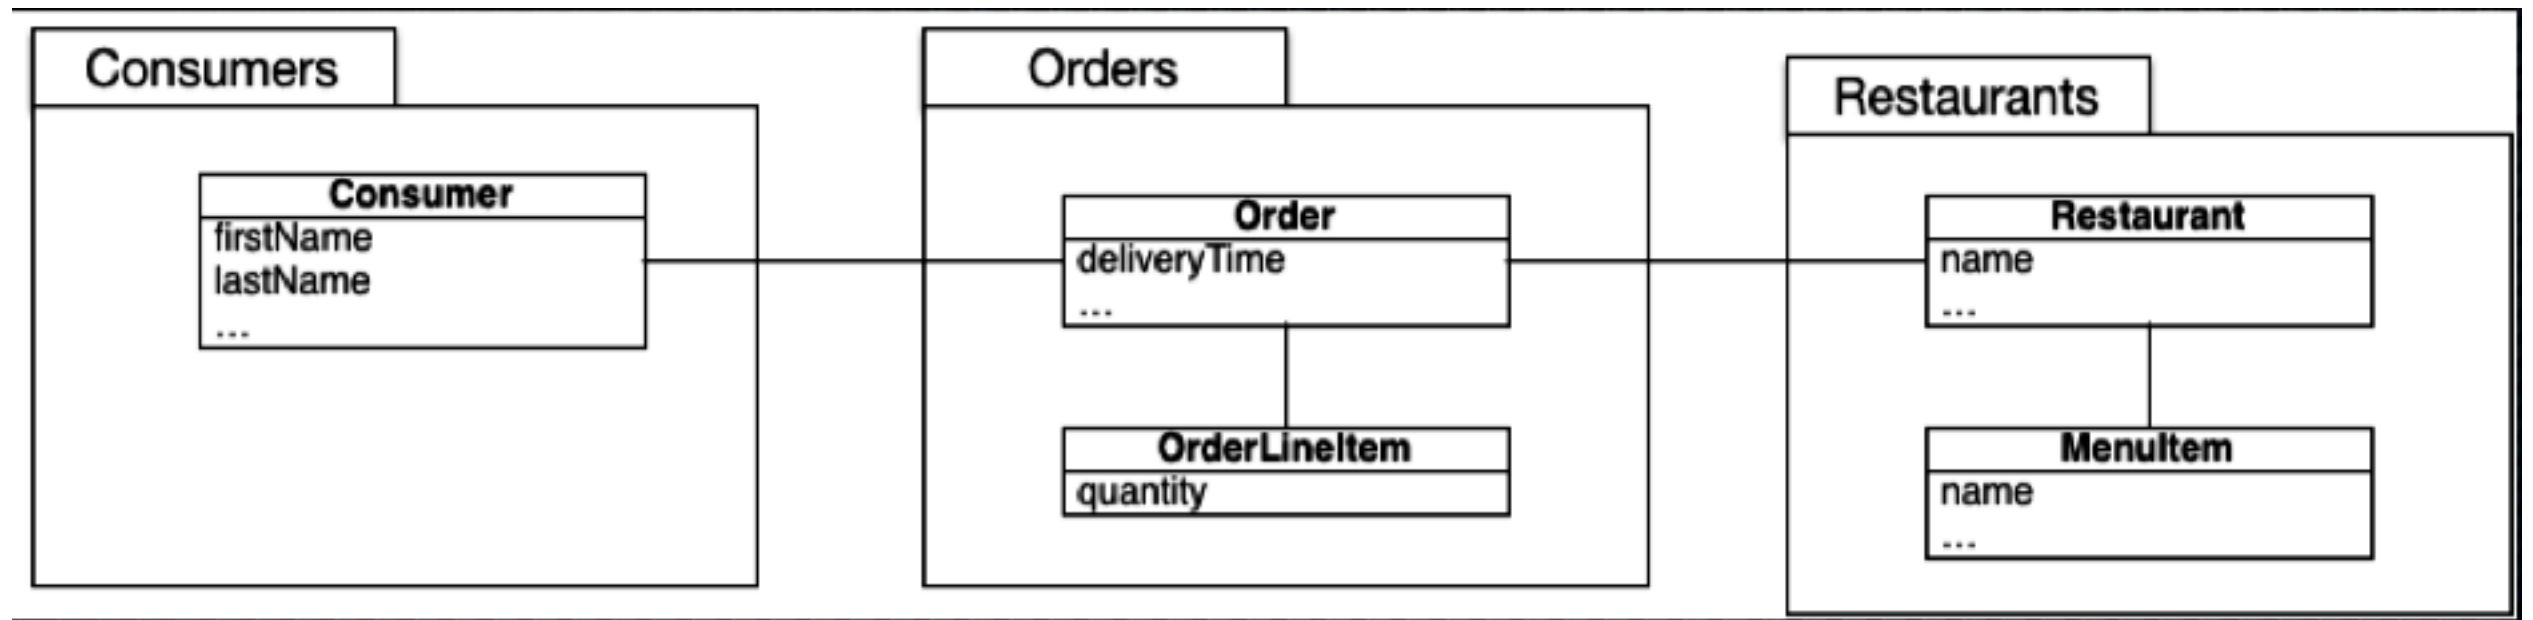 Consumers
Consumer
firstName
lastName
...
Orders
Order
deliveryTime
...
OrderLineItem
quantity
Restaurants
Restaurant
name
...
MenuItem
name
...